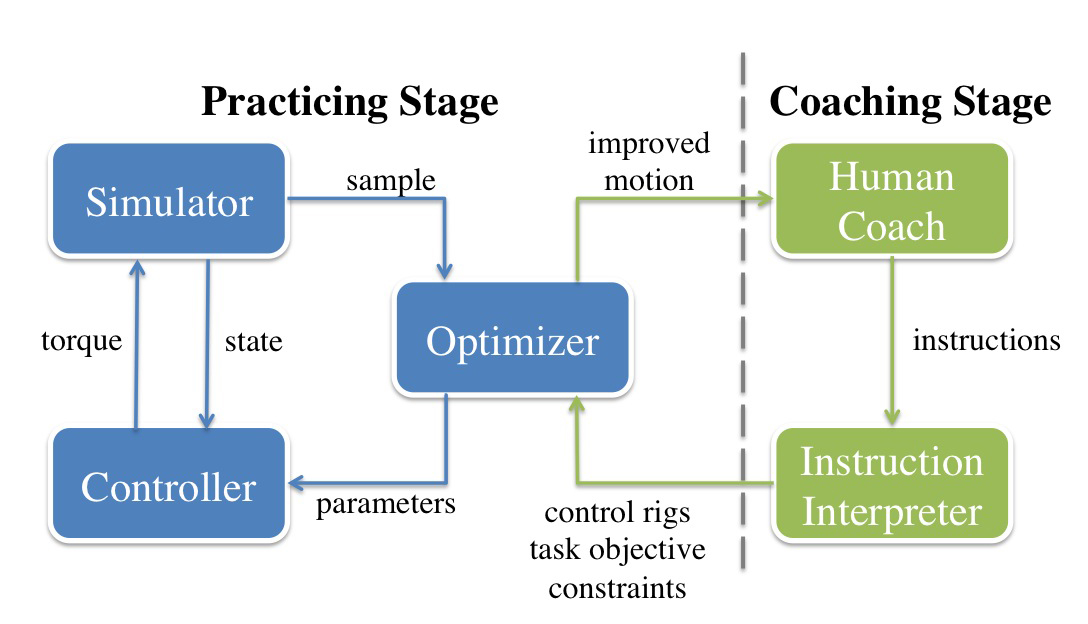 Practicing Stage
Coaching Stage
improved
motion
Simulator
sample
Human
Coach
torque
state
Optimizer
instructions
Controller
parameters
control rigs
task objective
constraints
Instruction
Interpreter